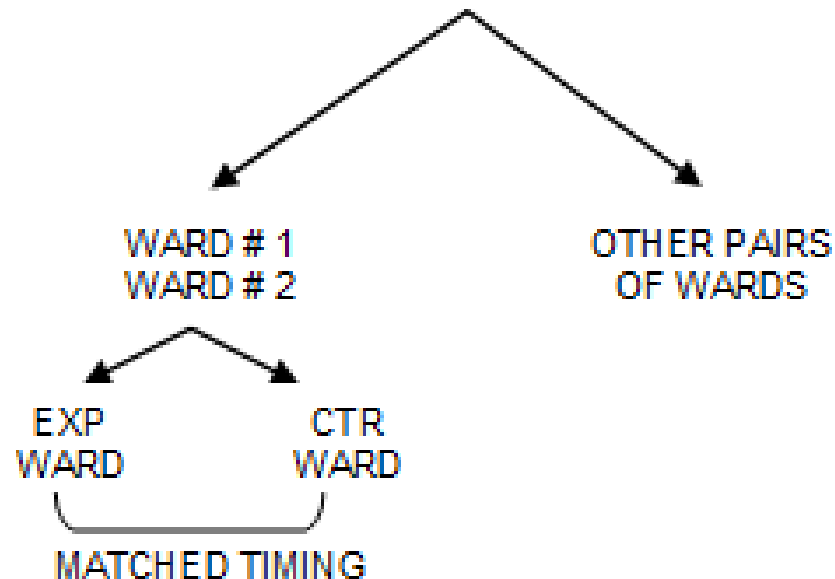 WARD # 1
WARD # 2
OTHER PAIRS
OF WARDS
EXP
WARD
CTR
WARD
MATCHED TIMING